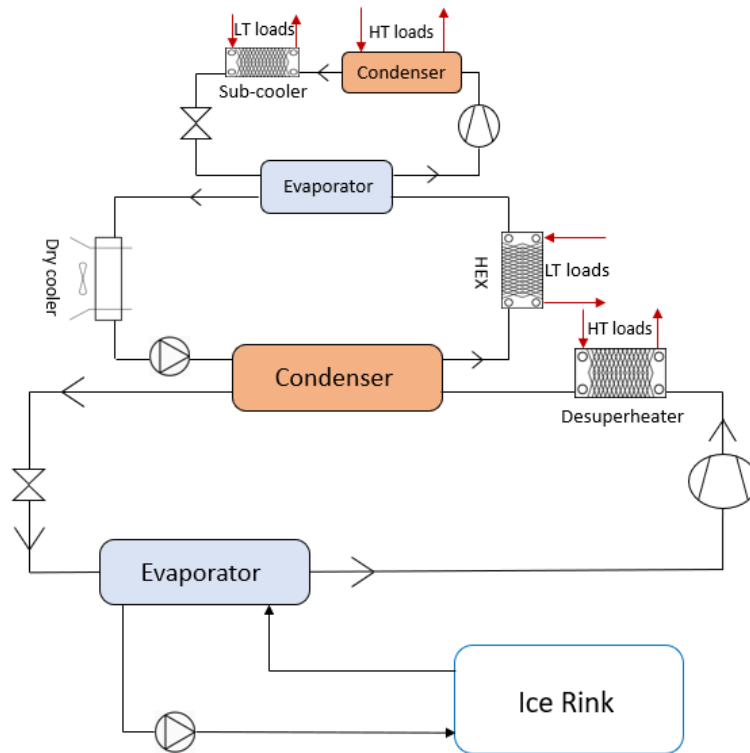 LT loads
HT loads
Condenser
Sub-cooler
Evaporator
Dry cooler
HEX
LT loads
HT loads
Condenser
Desuperheater
Evaporator
Ice Rink